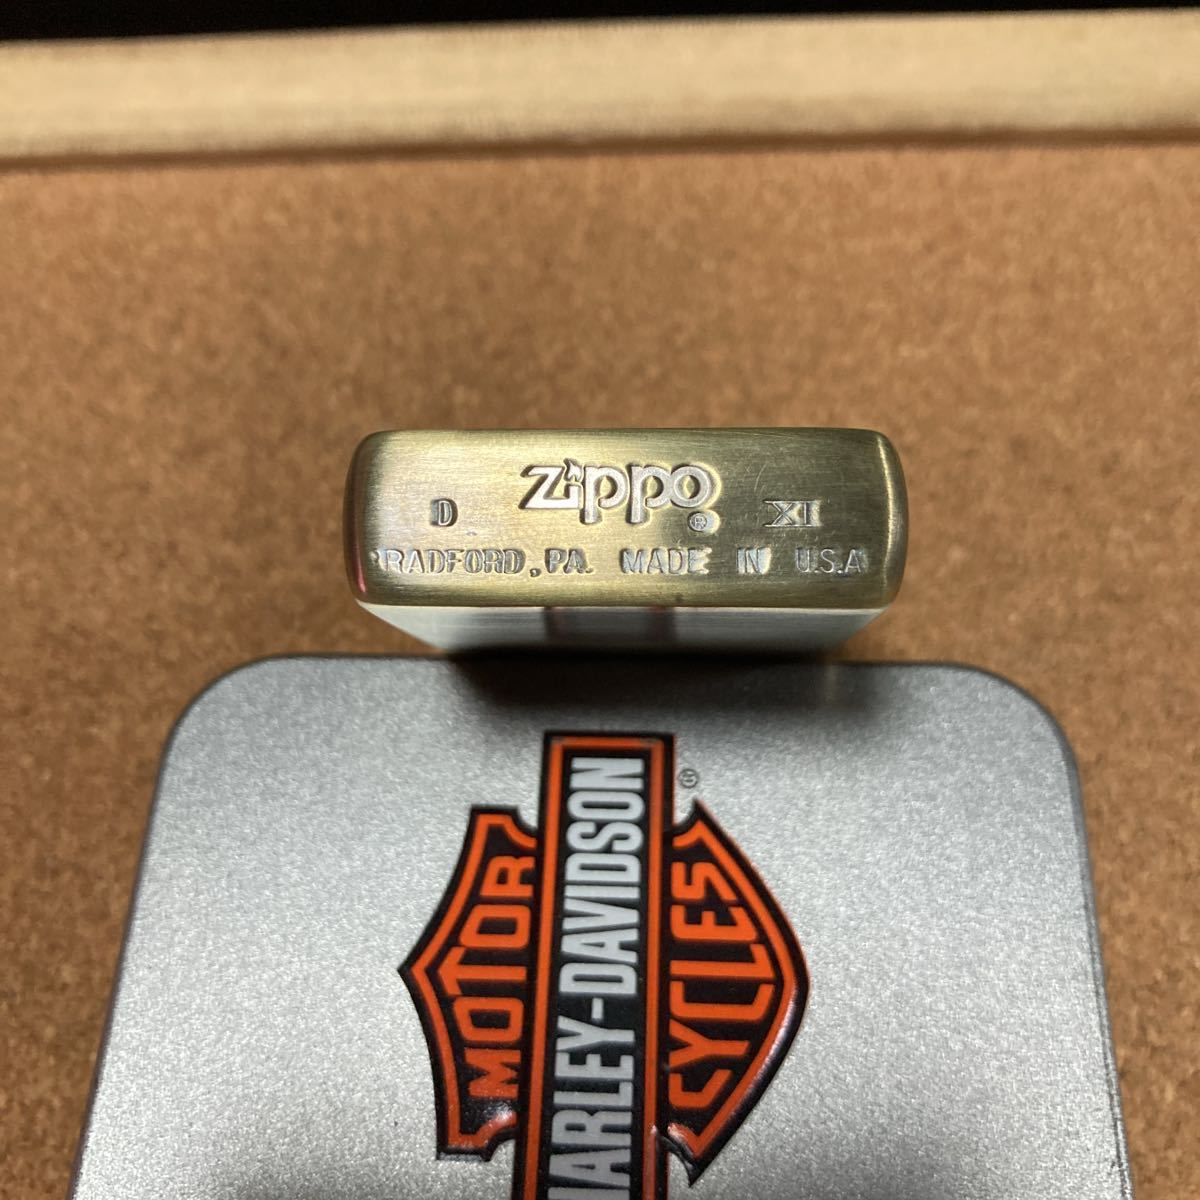 Zippo ®
D XI
BRADFORD, PA. MADE IN U.S.A
MOTOR
HARLEY-DAVIDSON ®
CYCLES